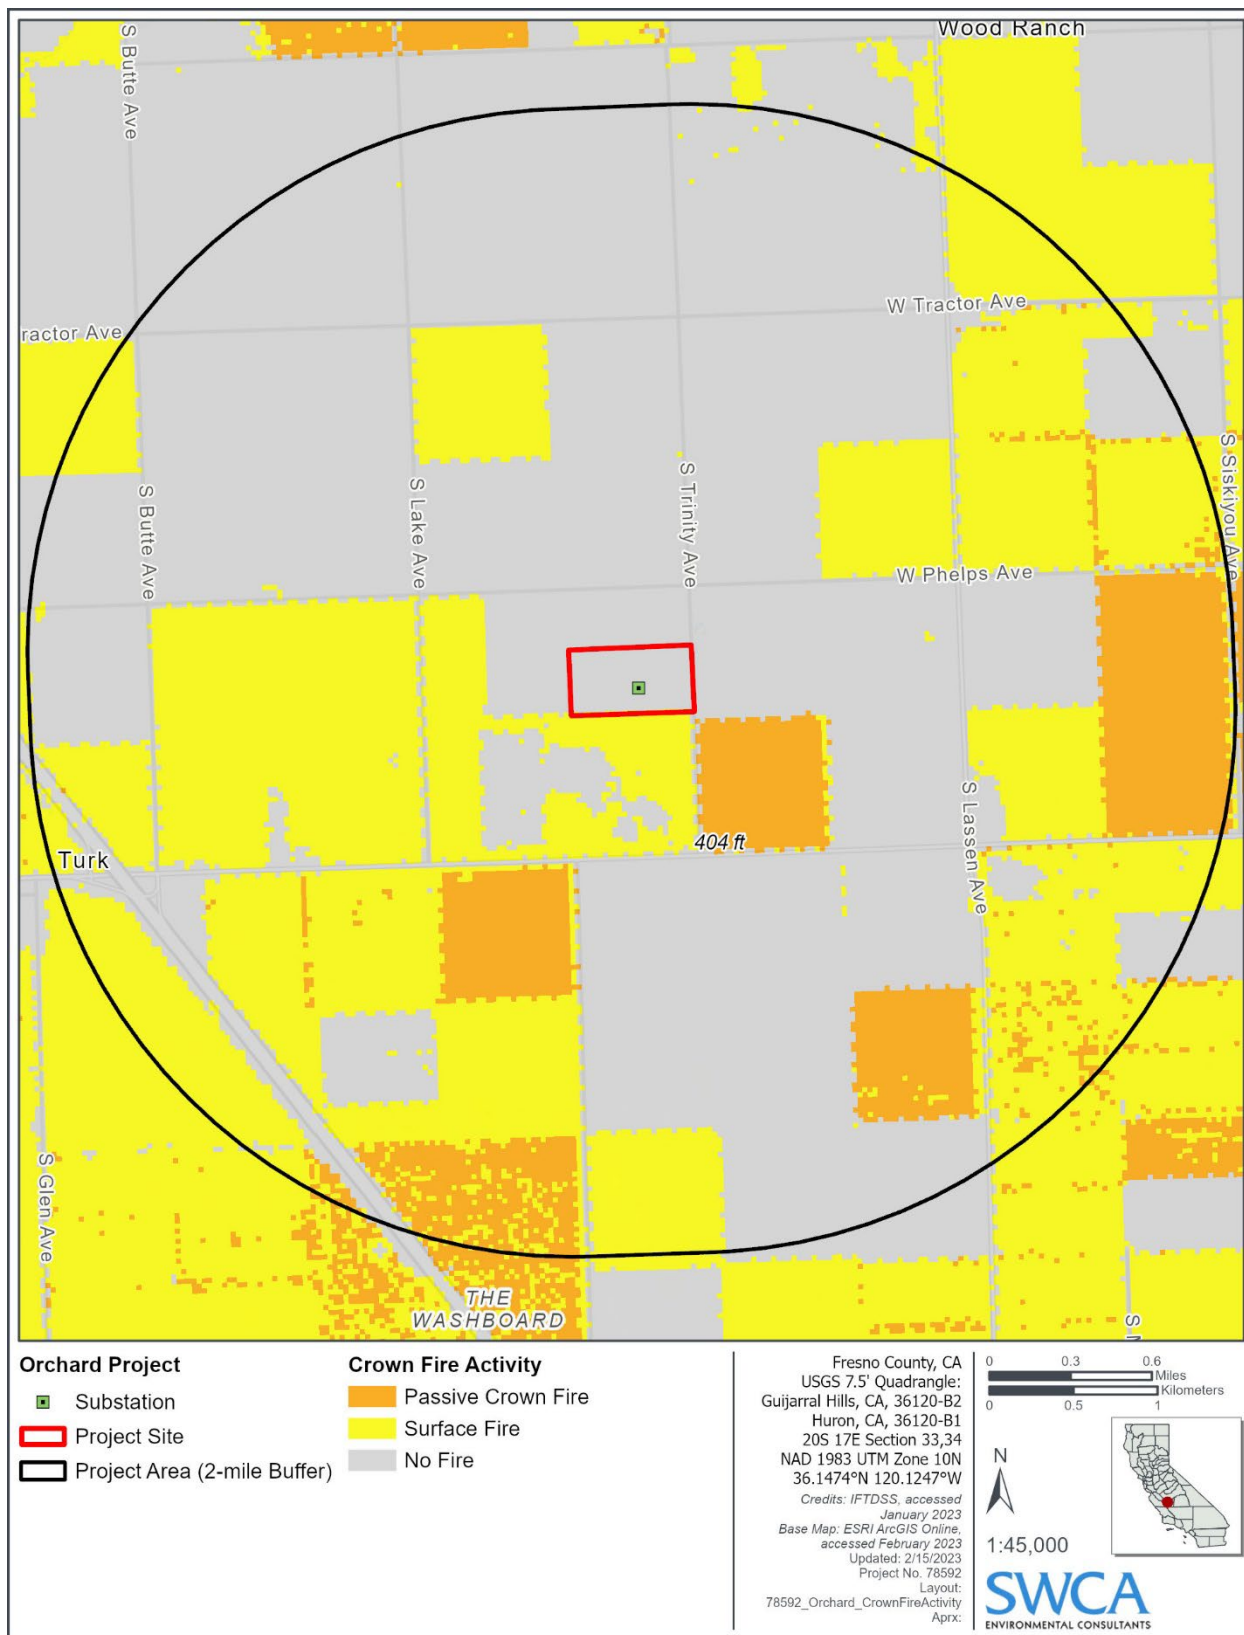 Wood Ranch
S Butte Ave
W Tractor Ave
ractor Ave
S Butte Ave
S Lake Ave
S Trinity Ave
S Siskiyou Ave
W Phelps Ave
404 ft
S Lassen Ave
Turk
S Glen Ave
THE
WASHBOARD
Orchard Project
Substation
Project Site
Project Area (2-mile Buffer)
Crown Fire Activity
Passive Crown Fire
Surface Fire
No Fire
Fresno County, CA
USGS 7.5' Quadrangle:
Guijarral Hills, CA, 36120-B2
Huron, CA, 36120-B1
20S 17E Section 33,34
NAD 1983 UTM Zone 10N
36.1474°N 120.1247°W
Credits: IFTDSS, accessed
January 2023
Base Map: ESRI ArcGIS Online,
accessed February 2023
Updated: 2/15/2023
Project No. 78592
Layout:
78592_Orchard_CrownFireActivity
Aprx:
0 0.3 0.6
Miles
Kilometers
0 0.5 1
N
1:45,000
SWCA
ENVIRONMENTAL CONSULTANTS